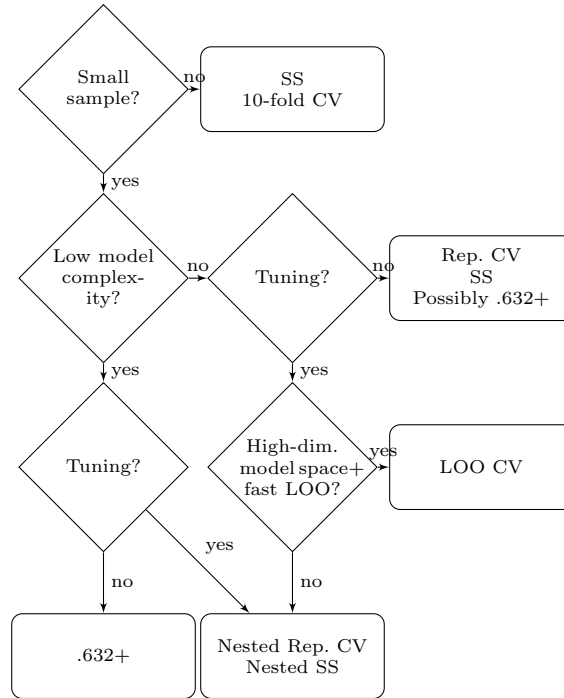 Small
sample?
no
SS
10-fold CV
yes
Low model
complex-
ity?
no
Tuning?
no
Rep. CV
SS
Possibly .632+
yes
yes
Tuning?
High-dim.
model space+
fast LOO?
yes
LOO CV
yes
no
no
.632+
Nested Rep. CV
Nested SS